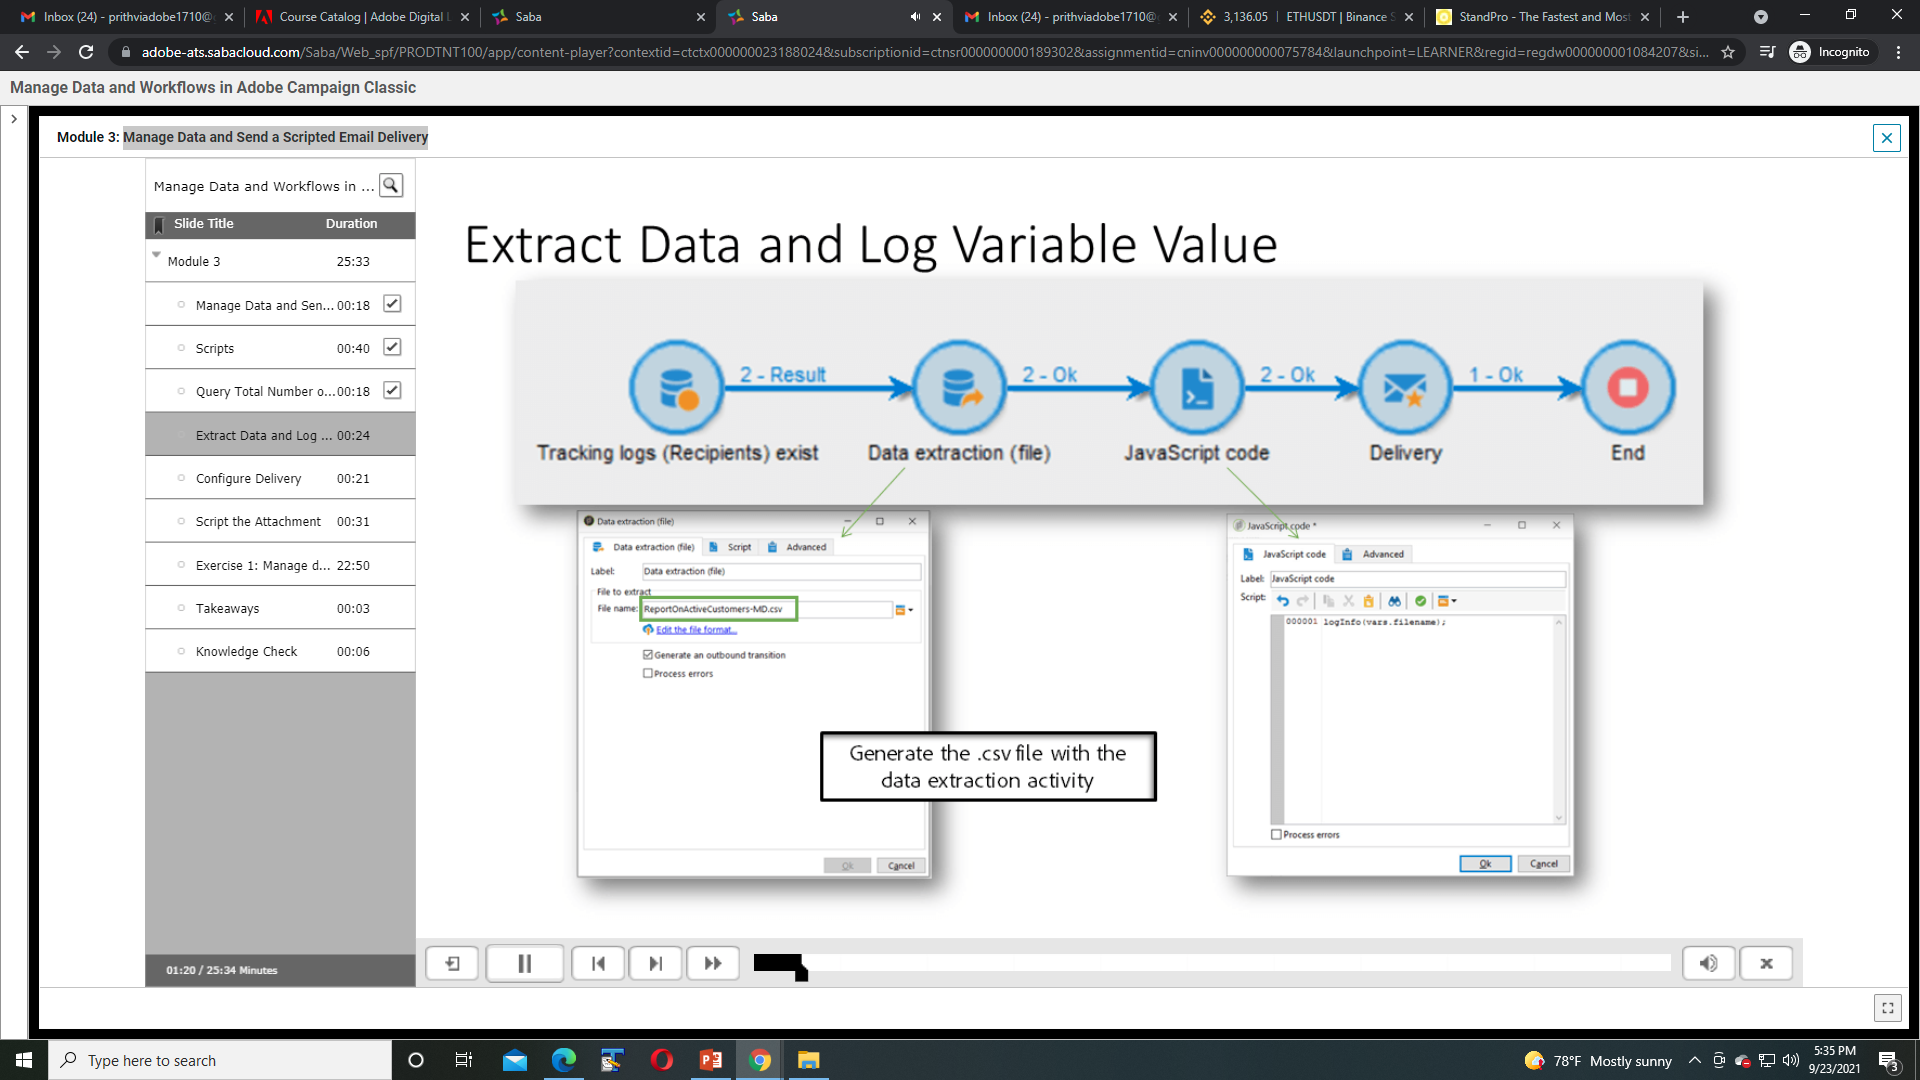 Inbox (24) - prithviadobe1710@
Course Catalog | Adobe Digital L
Saba
Saba
Inbox (24) - prithviadobe1710@
3,136.05 | ETHUSDT | Binance S
StandPro - The Fastest and Most
adobe-ats.sabacloud.com/Saba/Web_spf/PRODTNT100/app/content-player?contextid=ctctx000000023188024&subscriptionid=ctnsr0000000000189302&assignmentid=cninv000000000075784&launchpoint=LEARNER&regid=regdw000000001084207&si...
Incognito
Manage Data and Workflows in Adobe Campaign Classic
Module 3: Manage Data and Send a Scripted Email Delivery
Manage Data and Workflows in ...
Slide Title Duration
Module 3 25:33
Manage Data and Sen... 00:18
Scripts 00:40
Query Total Number o... 00:18
Extract Data and Log ... 00:24
Configure Delivery 00:21
Script the Attachment 00:31
Exercise 1: Manage d... 22:50
Takeaways 00:03
Knowledge Check 00:06
01:20 / 25:34 Minutes
Extract Data and Log Variable Value
2 - Result
2 - Ok
2 - Ok
1 - Ok
Tracking logs (Recipients) exist
Data extraction (file)
JavaScript code
Delivery
End
Data extraction (file)
Data extraction (file) Script Advanced
Label: Data extraction (file)
File to extract
File name: ReportOnActiveCustomers-MD.csv
Edit the file format...
Generate an outbound transition
Process errors
Ok Cancel
Generate the .csv file with the
data extraction activity
JavaScript code *
JavaScript code Advanced
Label: JavaScript code
Script:
000001 logInfo(vars.filename);
Process errors
Ok Cancel
Type here to search
78°F Mostly sunny
5:35 PM
9/23/2021
3